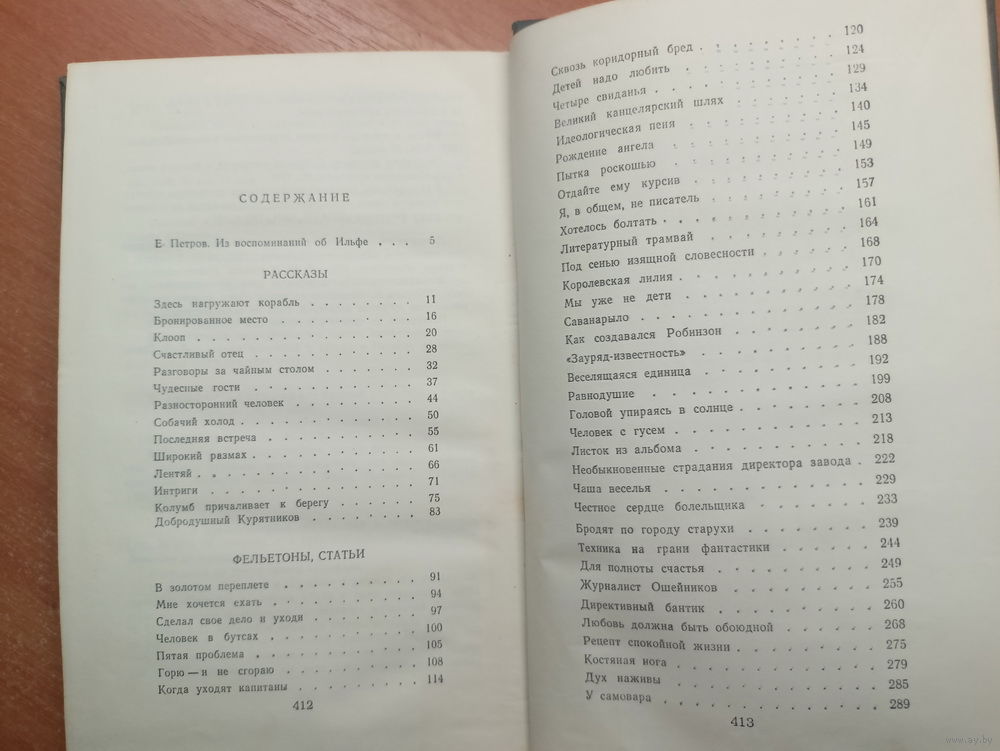 СОДЕРЖАНИЕ
Е. Петров. Из воспоминаний об Ильфе . . . 5
РАССКАЗЫ
Здесь нагружают корабль . . . . . . . . 11
Бронированное место . . . . . . . . . 16
Клооп . . . . . . . . . . . . . . 20
Счастливый отец . . . . . . . . . . 28
Разговоры за чайным столом . . . . . . . 32
Чудесные гости . . . . . . . . . . . 37
Разносторонний человек . . . . . . . . 44
Собачий холод . . . . . . . . . . . 50
Последняя встреча . . . . . . . . . . 55
Широкий размах . . . . . . . . . . . 61
Лентяй . . . . . . . . . . . . . . 66
Интриги . . . . . . . . . . . . . 71
Колумб причаливает к берегу . . . . . . 75
Добродушный Курятников . . . . . . . . 83
ФЕЛЬЕТОНЫ, СТАТЬИ
В золотом переплете . . . . . . . . . 91
Мне хочется ехать . . . . . . . . . . 94
Сделал свое дело и уходи . . . . . . . 97
Человек в бутсах . . . . . . . . . . 100
Пятая проблема . . . . . . . . . . . 105
Горю — и не сгораю . . . . . . . . . 108
Когда уходят капитаны . . . . . . . . 114
412
Сквозь коридорный бред . . . . . . . . 120
Детей надо любить . . . . . . . . . . 124
Четыре свиданья . . . . . . . . . . 129
Великий канцелярский шлях . . . . . . . 134
Идеологическая пеня . . . . . . . . . 140
Рождение ангела . . . . . . . . . . 145
Пытка роскошью . . . . . . . . . . . 149
Отдайте ему курсив . . . . . . . . . 153
Я, в общем, не писатель . . . . . . . . 157
Хотелось болтать . . . . . . . . . . 161
Литературный трамвай . . . . . . . . . 164
Под сенью изящной словесности . . . . . . 168
Королевская лилия . . . . . . . . . . 170
Мы уже не дети . . . . . . . . . . . 174
Саванарыло . . . . . . . . . . . . 178
Как создавался Робинзон . . . . . . . . 182
«Зауряд-известность» . . . . . . . . . 188
Веселящаяся единица . . . . . . . . . 192
Равнодушие . . . . . . . . . . . . 199
Головой упираясь в солнце . . . . . . . 208
Человек с гусем . . . . . . . . . . 213
Листок из альбома . . . . . . . . . . 218
Необыкновенные страдания директора завода . 222
Чаша веселья . . . . . . . . . . . 229
Честное сердце болельщика . . . . . . . 233
Бродят по городу старухи . . . . . . . 239
Техника на грани фантастики . . . . . . 244
Для полноты счастья . . . . . . . . . 249
Журналист Ошейников . . . . . . . . . 255
Директивный бантик . . . . . . . . . 260
Любовь должна быть обоюдной . . . . . . 268
Рецепт спокойной жизни . . . . . . . . 275
Костяная нога . . . . . . . . . . . 279
Дух наживы . . . . . . . . . . . . 285
У самовара . . . . . . . . . . . . 289
413
www.ay.by